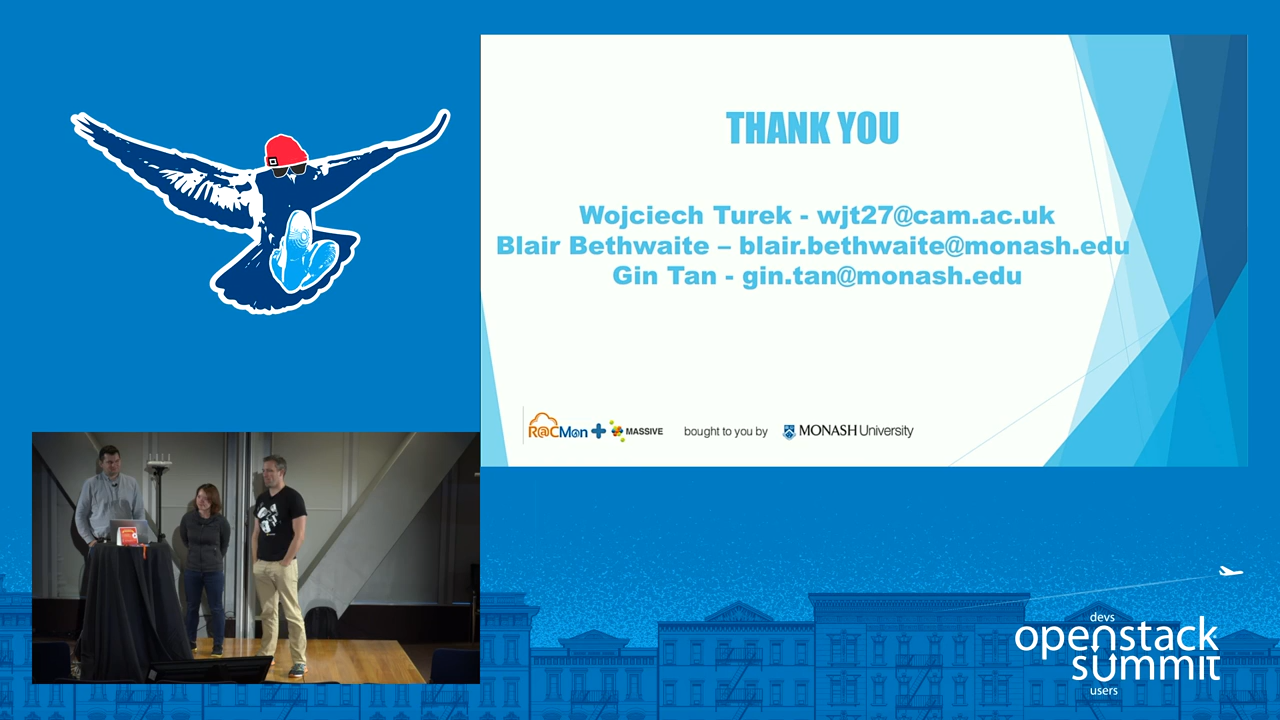 THANK YOU
Wojciech Turek - wjt27@cam.ac.uk
Blair Bethwaite – blair.bethwaite@monash.edu
Gin Tan - gin.tan@monash.edu
R@CMon + MASSIVE bought to you by MONASH University
devs
openstack
summit
users